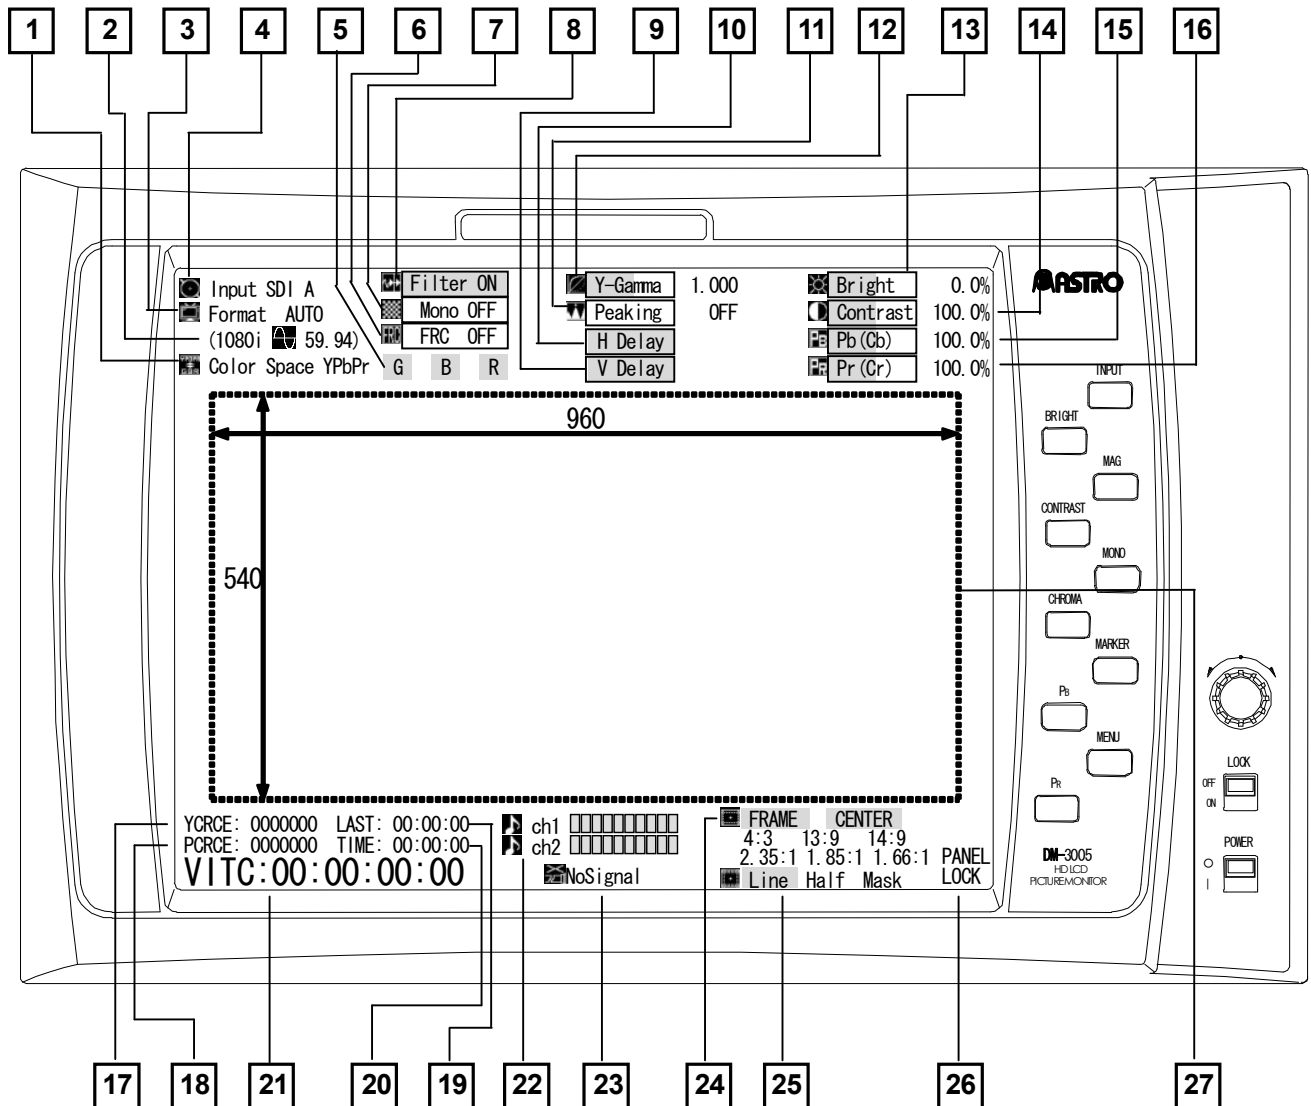 1 2 3 4 5 6 7 8 9 10 11 12 13 14 15 16
Input SDI A
Format AUTO
(1080i 59.94)
Color Space YPbPr G B R
Filter ON
Mono OFF
FRC OFF
Y-Gamma 1.000
Peaking OFF
H Delay
V Delay
Bright 0.0%
Contrast 100.0%
Pb(Cb) 100.0%
Pr(Cr) 100.0%
ASTRO
INPUT
BRIGHT
MAG
CONTRAST
MONO
CHROMA
MARKER
PB
MENU
PR
960
540
LOCK
OFF
ON
POWER
DM-3005
HD LCD
PICTURE MONITOR
YCRCE: 0000000 LAST: 00:00:00
PCRCE: 0000000 TIME: 00:00:00
VITC:00:00:00:00
ch1
ch2
NoSignal
FRAME CENTER
4:3 13:9 14:9
2.35:1 1.85:1 1.66:1
Line Half Mask
PANEL
LOCK
17 18 21 20 19 22 23 24 25 26 27